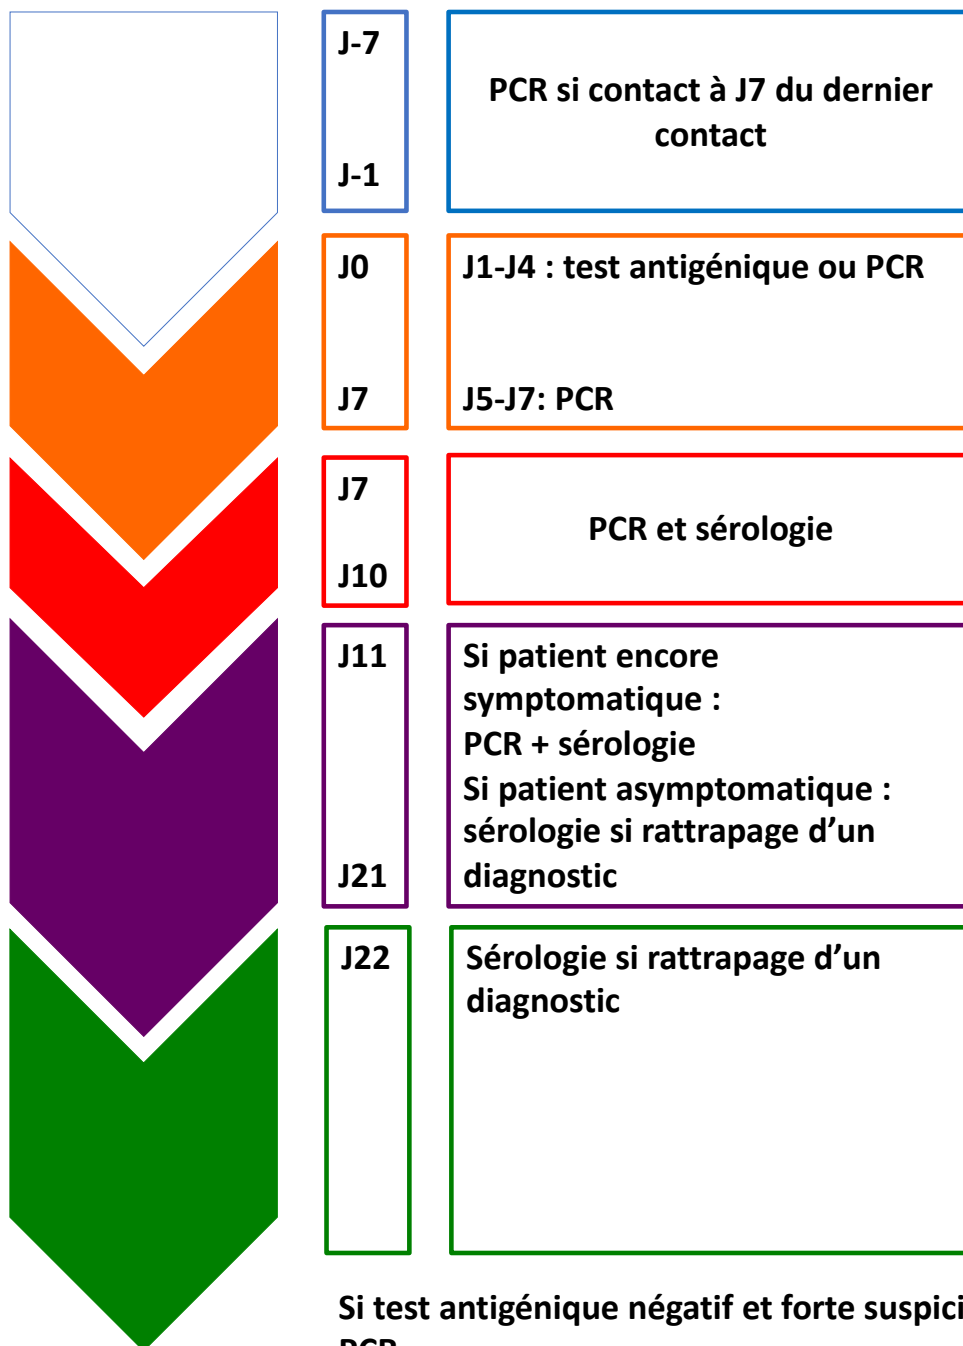 J-7
J-1
PCR si contact à J7 du dernier
contact
J0
J7
J1-J4 : test antigénique ou PCR
J5-J7: PCR
J7
J10
PCR et sérologie
J11
J21
Si patient encore
symptomatique :
PCR + sérologie
Si patient asymptomatique :
sérologie si rattrapage d’un
diagnostic
J22
Sérologie si rattrapage d’un
diagnostic
Si test antigénique négatif et forte suspici
PCR